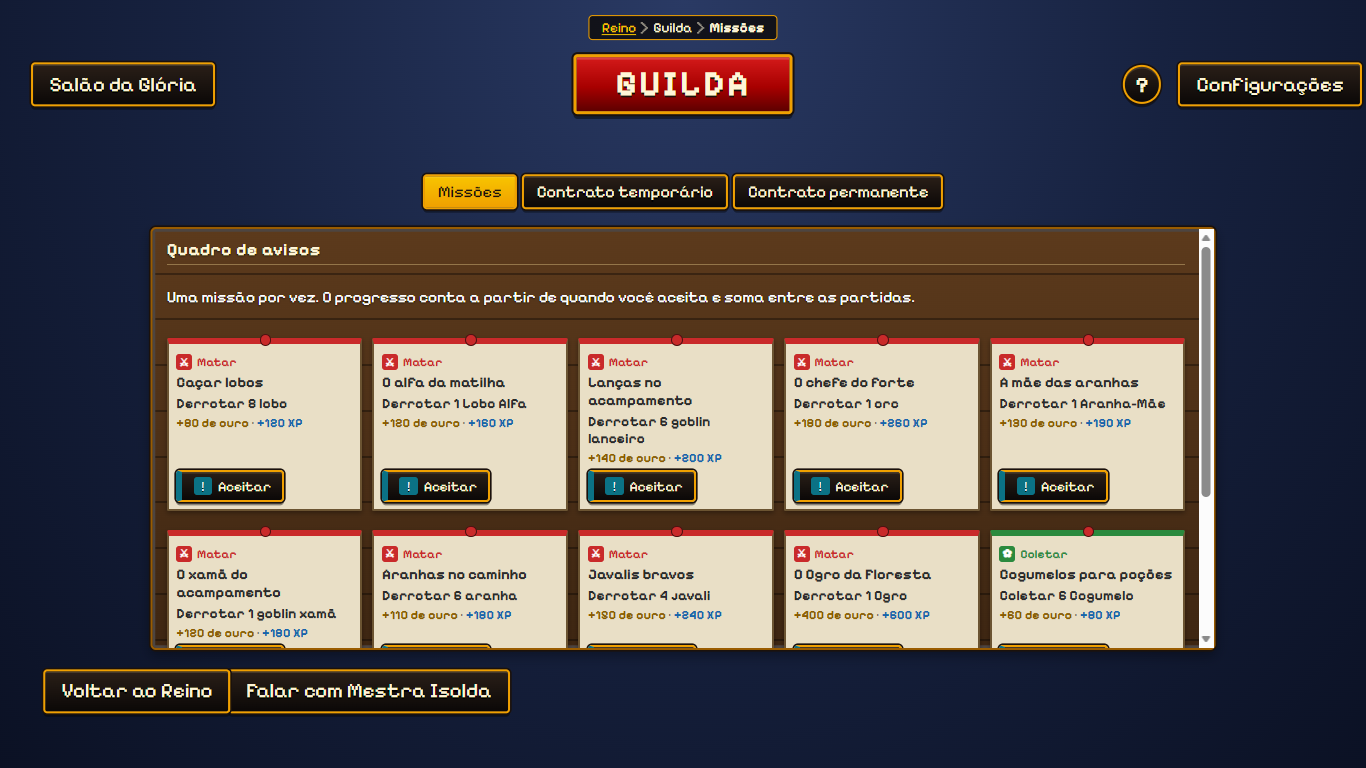 Reino > Guilda > Missões
Salão da Glória
GUILDA
?
Configurações
Missões
Contrato temporário
Contrato permanente
Quadro de avisos
Uma missão por vez. O progresso conta a partir de quando você aceita e soma entre as partidas.
Matar
Caçar lobos
Derrotar 8 lobo
+80 de ouro · +120 XP
! Aceitar
Matar
O alfa da matilha
Derrotar 1 Lobo Alfa
+120 de ouro · +160 XP
! Aceitar
Matar
Lanças no
acampamento
Derrotar 6 goblin
lanceiro
+140 de ouro · +200 XP
! Aceitar
Matar
O chefe do forte
Derrotar 1 orc
+180 de ouro · +260 XP
! Aceitar
Matar
A mãe das aranhas
Derrotar 1 Aranha-Mãe
+130 de ouro · +190 XP
! Aceitar
Matar
O xamã do
acampamento
Derrotar 1 goblin xamã
+120 de ouro · +180 XP
Matar
Aranhas no caminho
Derrotar 6 aranha
+110 de ouro · +180 XP
Matar
Javalis bravos
Derrotar 4 javali
+150 de ouro · +240 XP
Matar
O Ogro da Floresta
Derrotar 1 Ogro
+400 de ouro · +600 XP
Coletar
Cogumelos para poções
Coletar 6 Cogumelo
+60 de ouro · +80 XP
Voltar ao Reino
Falar com Mestra Isolda